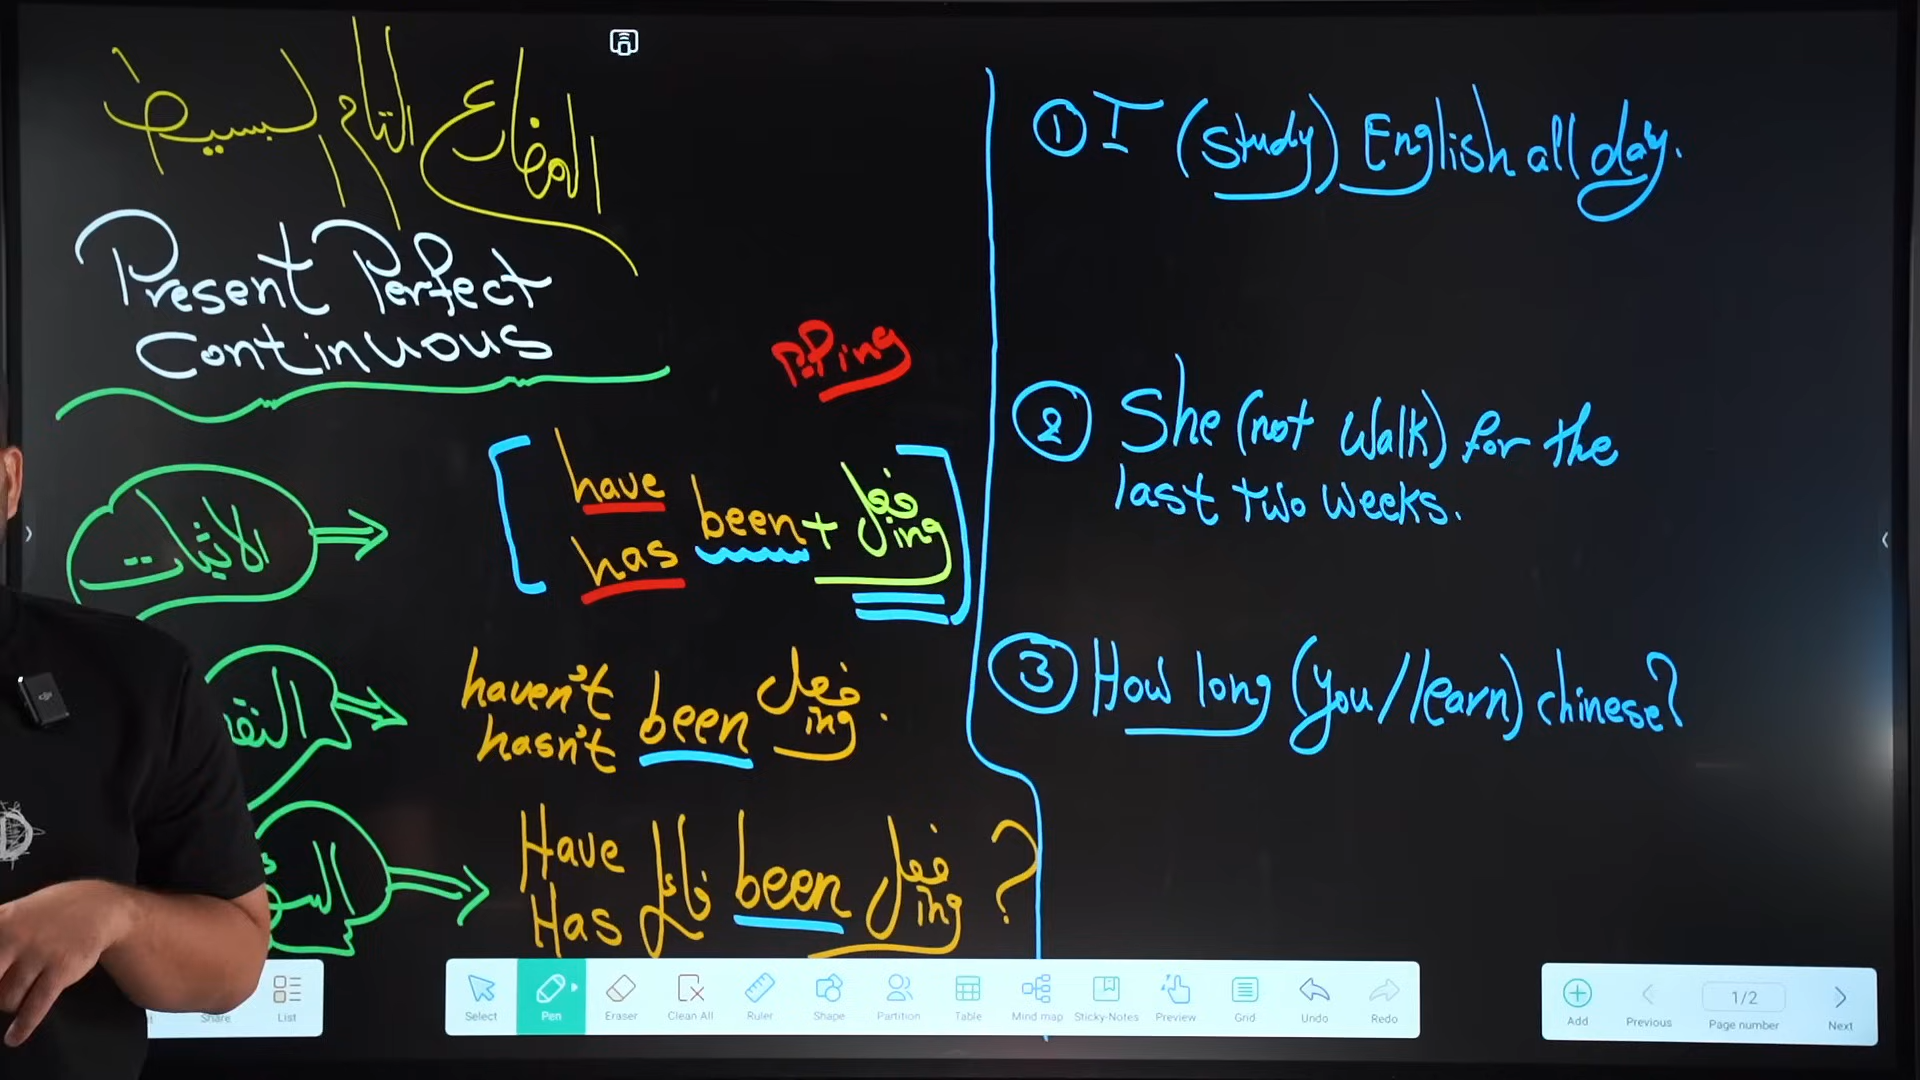 المضارع التام البسيط
Present Perfect
Continuous
P.P ing
الاثبات
have
has
been + فعل ing
haven't
hasn't
been فعل ing.
Have
Has
فاعل been فعل ing ?
① I (study) English all day.
② She (not walk) for the
last two weeks.
③ How long (you/learn) chinese?
Share
List
Select
Pen
Eraser
Clean All
Ruler
Shape
Partition
Table
Mind map
Sticky-Notes
Preview
Grid
Undo
Redo
Add
Previous
1/2
Page number
Next